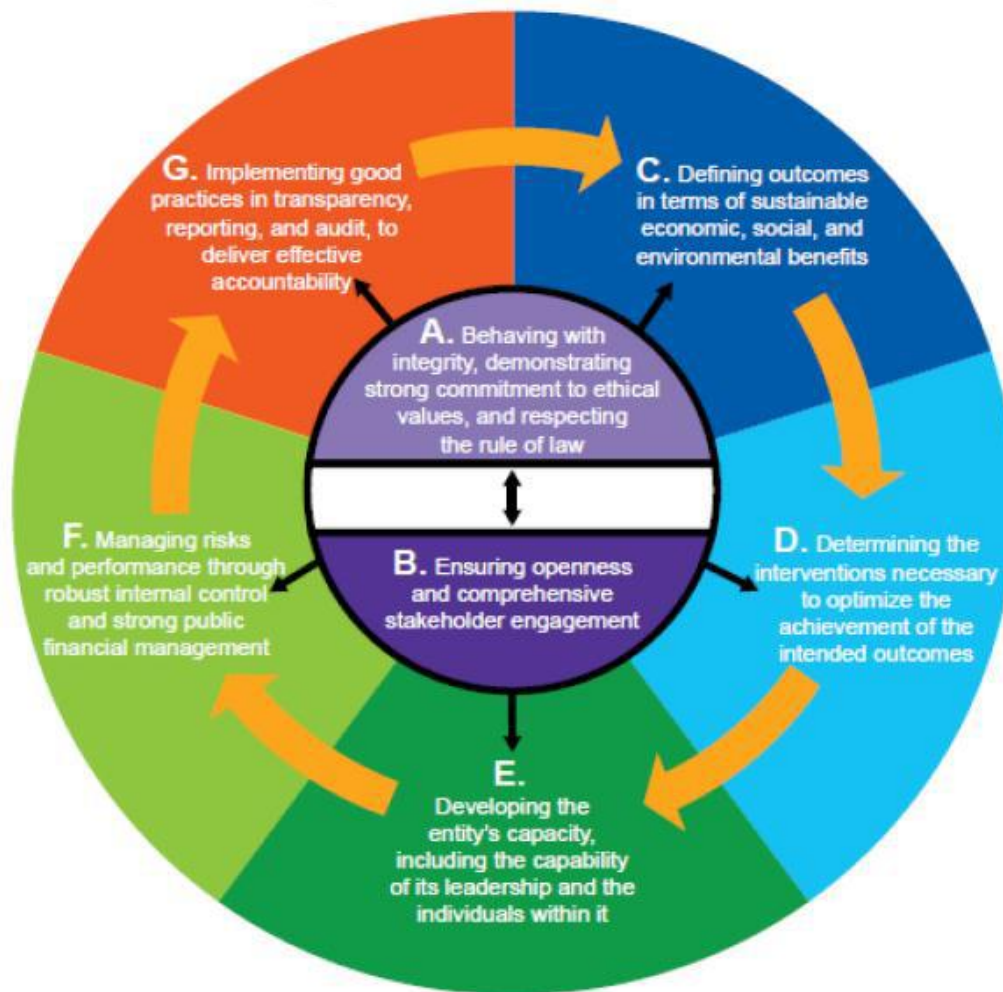 G. Implementing good
practices in transparency,
reporting, and audit, to
deliver effective
accountability
C. Defining outcomes
in terms of sustainable
economic, social, and
environmental benefits
A. Behaving with
integrity, demonstrating
strong commitment to ethical
values, and respecting
the rule of law
F. Managing risks
and performance through
robust internal control
and strong public
financial management
B. Ensuring openness
and comprehensive
stakeholder engagement
D. Determining the
interventions necessary
to optimize the
achievement of the
intended outcomes
E.
Developing the
entity's capacity,
including the capability
of its leadership and the
individuals within it